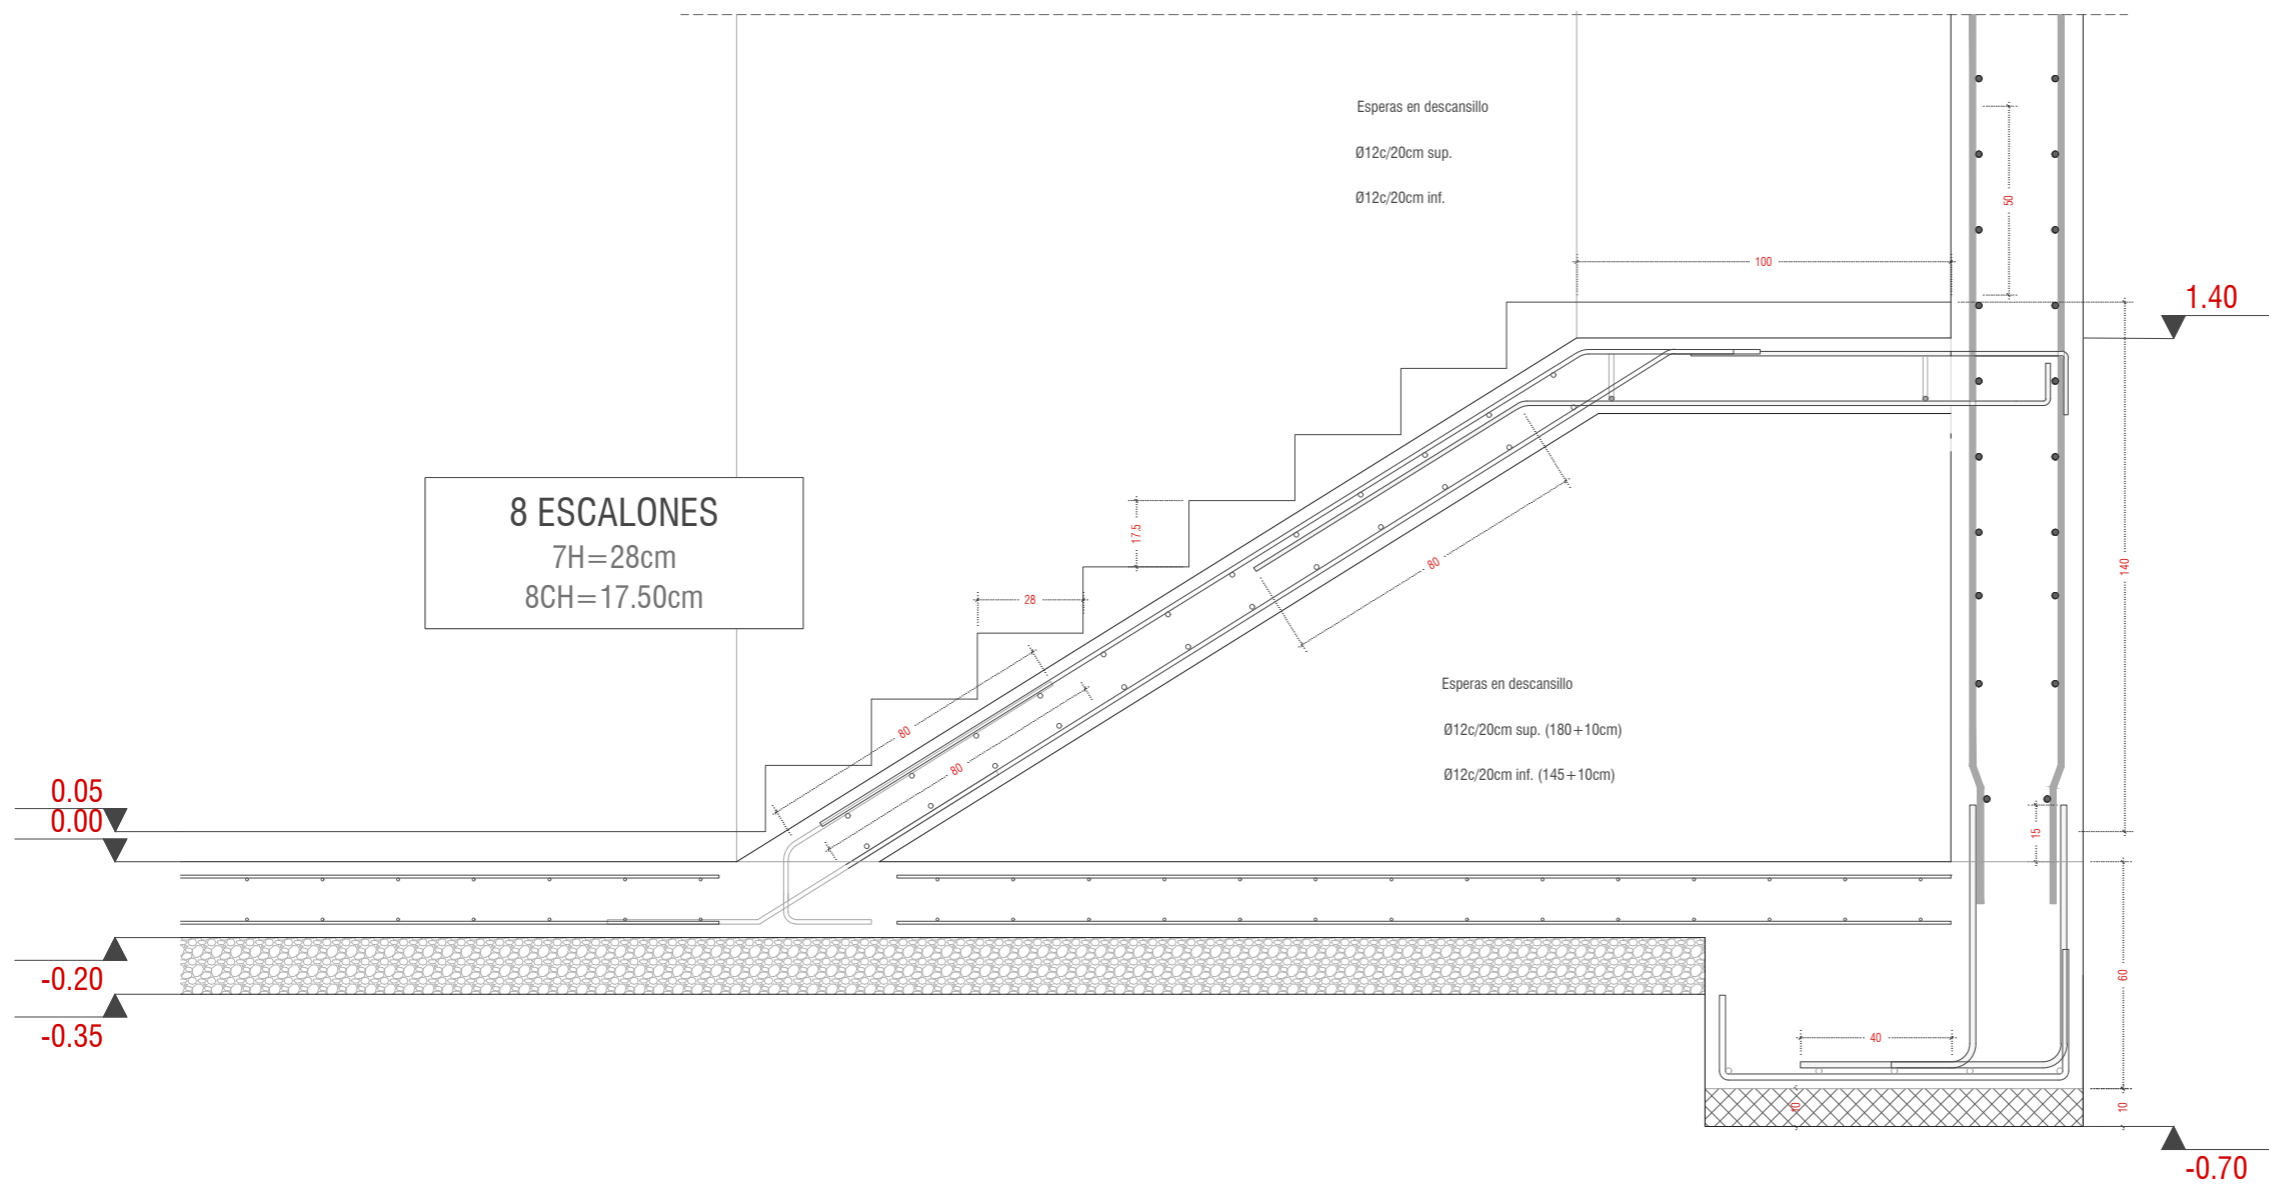 Esperas en descansillo
Ø12c/20cm sup.
Ø12c/20cm inf.
50
100
1.40
8 ESCALONES
7H=28cm
8CH=17.50cm
17.5
80
140
28
Esperas en descansillo
Ø12c/20cm sup. (180+10cm)
Ø12c/20cm inf. (145+10cm)
80
80
0.05
0.00
15
-0.20
-0.35
60
40
10
10
-0.70